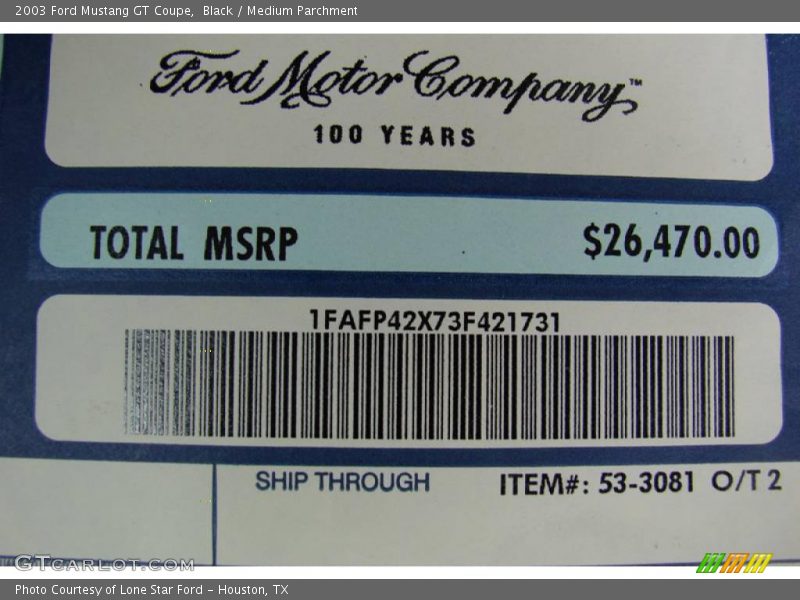 2003 Ford Mustang GT Coupe, Black / Medium Parchment
Ford Motor Company™
100 YEARS
TOTAL MSRP $26,470.00
1FAFP42X73F421731
SHIP THROUGH ITEM#: 53-3081 O/T 2
GTCARLOT.COM
Photo Courtesy of Lone Star Ford - Houston, TX